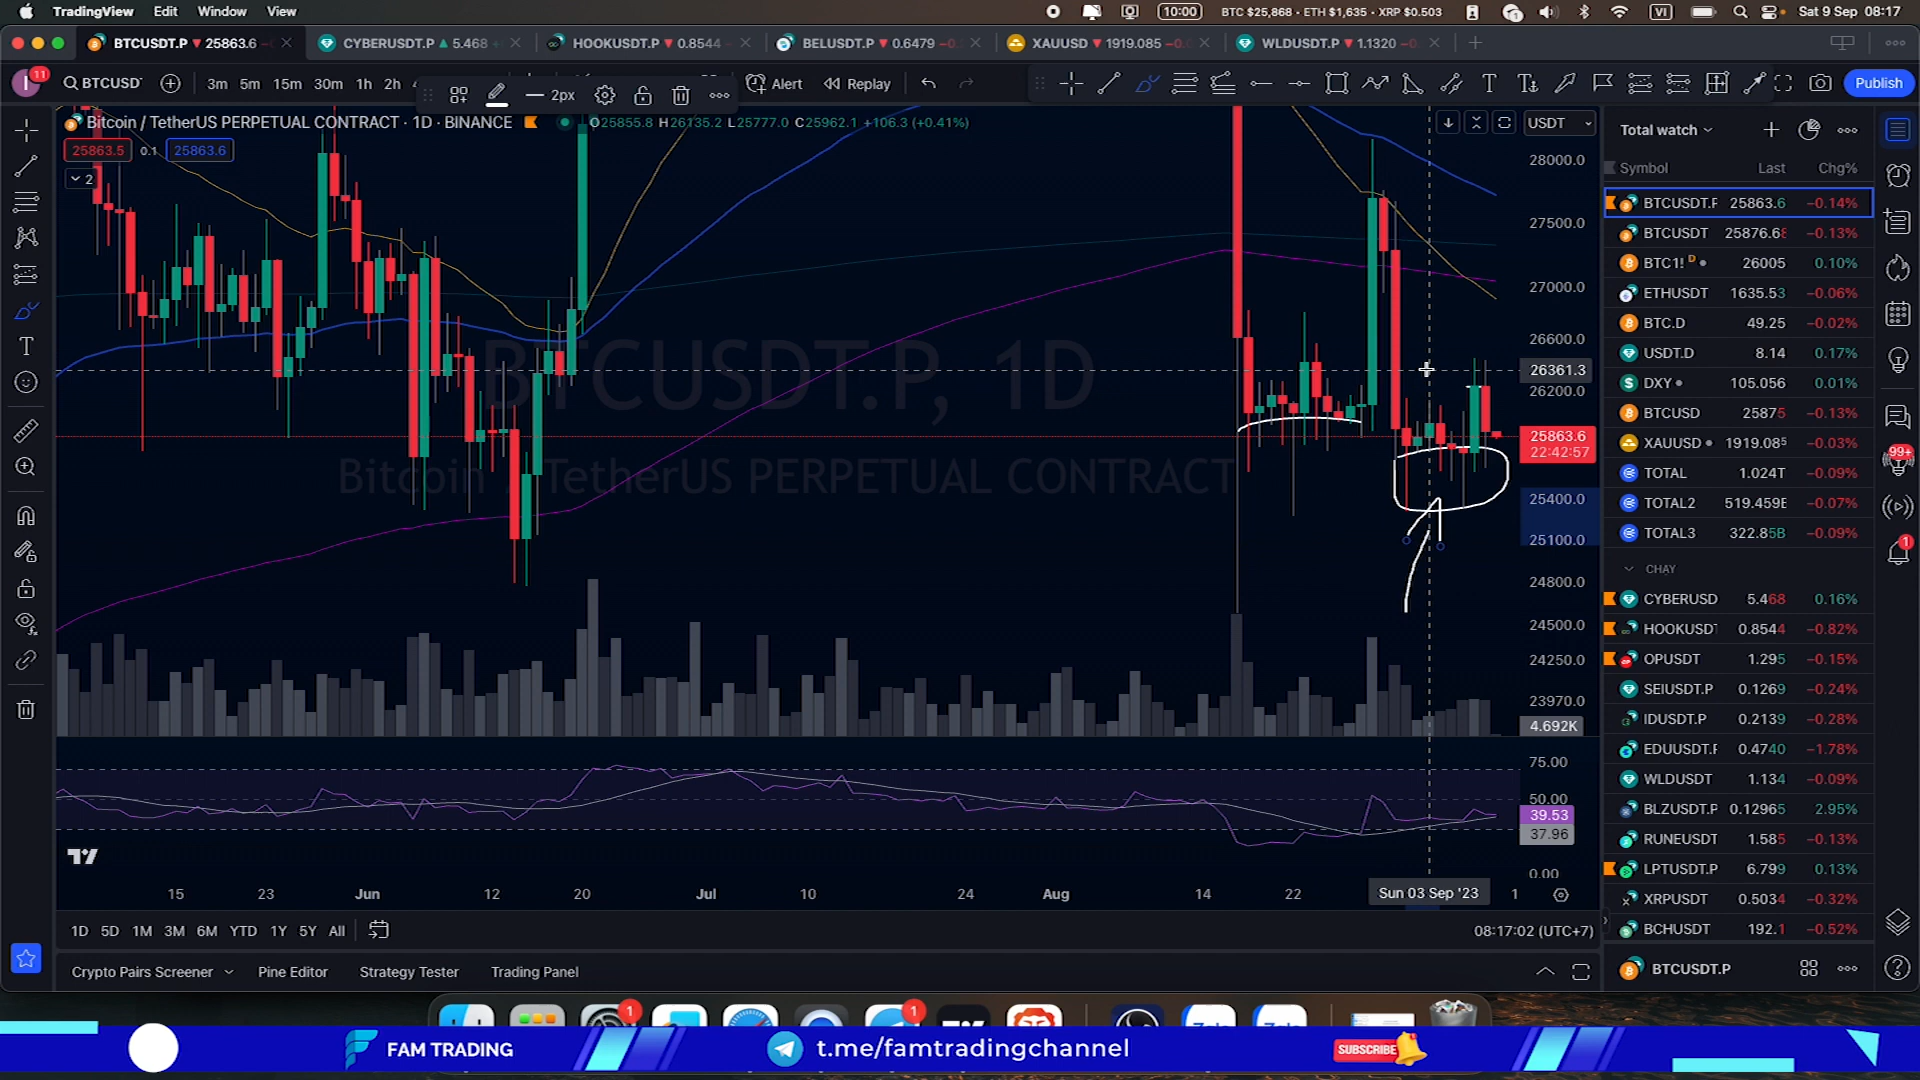 TradingView Edit Window View 10:00 BTC $25,868 • ETH $1,635 • XRP $0.503 VI Sat 9 Sep 08:17
BTCUSDT.P ▼ 25863.6 CYBERUSDT.P ▲ 5.468 HOOKUSDT.P ▼ 0.8544 BELUSDT.P ▼ 0.6479 XAUUSD ▼ 1919.085 WLDUSDT.P ▼ 1.1320
11 BTCUSD 3m 5m 15m 30m 1h 2h 2px Alert Replay Publish
Bitcoin / TetherUS PERPETUAL CONTRACT · 1D · BINANCE O25855.8 H26135.2 L25777.0 C25962.1 +106.3 (+0.41%) USDT
25863.5 0.1 25863.6
2
BTCUSDT.P, 1D
Bitcoin / TetherUS PERPETUAL CONTRACT
28000.0
27500.0
27000.0
26600.0
26361.3
26200.0
25863.6
22:42:57
25400.0
25100.0
24800.0
24500.0
24250.0
23970.0
4.692K
75.00
50.00
39.53
37.96
0.00
15 23 Jun 12 20 Jul 10 24 Aug 14 22 Sun 03 Sep '23 1
1D 5D 1M 3M 6M YTD 1Y 5Y All 08:17:02 (UTC+7)
Crypto Pairs Screener Pine Editor Strategy Tester Trading Panel
Total watch
Symbol Last Chg%
BTCUSDT.P 25863.6 −0.14%
BTCUSDT 25876.68 −0.13%
BTC1! D 26005 0.10%
ETHUSDT 1635.53 −0.06%
BTC.D 49.25 −0.02%
USDT.D 8.14 0.17%
DXY 105.056 0.01%
BTCUSD 25875 −0.13%
XAUUSD 1919.085 −0.03%
TOTAL 1.024T −0.09%
TOTAL2 519.459B −0.07%
TOTAL3 322.85B −0.09%
CHAY
CYBERUSD 5.468 0.16%
HOOKUSDT 0.8544 −0.82%
OPUSDT 1.295 −0.15%
SEIUSDT.P 0.1269 −0.24%
IDUSDT.P 0.2139 −0.28%
EDUUSDT.P 0.4740 −1.78%
WLDUSDT 1.134 −0.09%
BLZUSDT.P 0.12965 2.95%
RUNEUSDT 1.585 −0.13%
LPTUSDT.P 6.799 0.13%
XRPUSDT 0.5034 −0.32%
BCHUSDT 192.1 −0.52%
BTCUSDT.P
99+
1
1 1
FAM TRADING t.me/famtradingchannel SUBSCRIBE